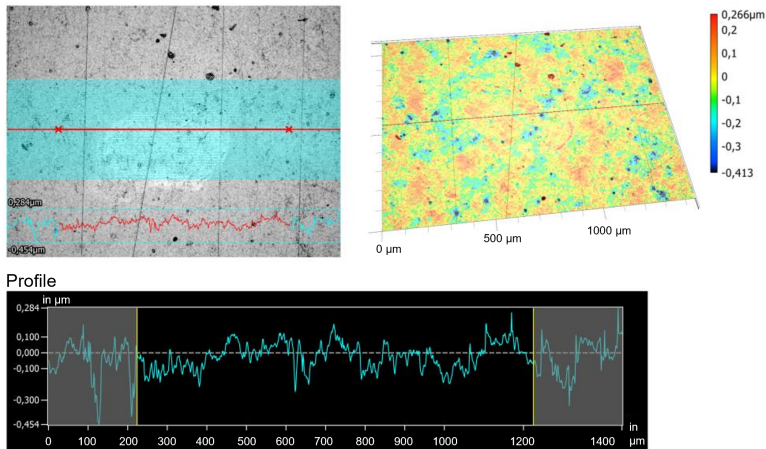 0,284µm
-0,454µm
0,266µm
0,2
0,1
0
-0,1
-0,2
-0,3
-0,413
0 µm
500 µm
1000 µm
Profile
in µm
0,284
0,100
0,000
-0,100
-0,300
-0,454
0 100 200 300 400 500 600 700 800 900 1000 1200 1400 in µm